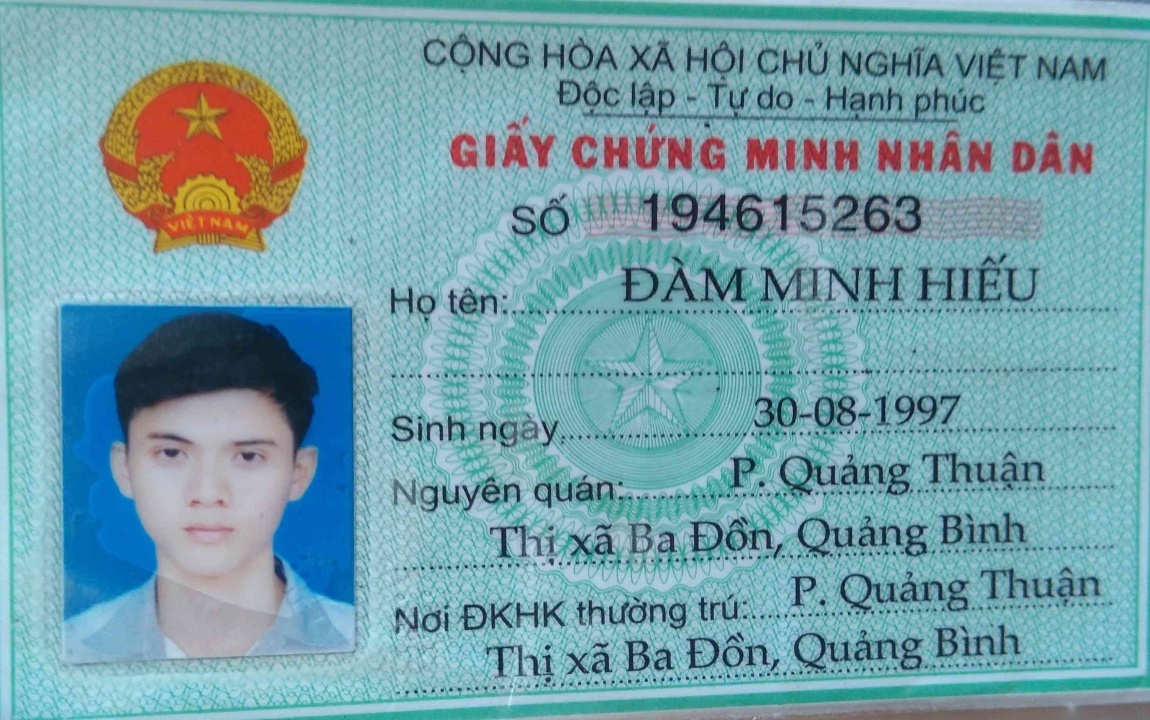 CỘNG HÒA XÃ HỘI CHỦ NGHĨA VIỆT NAM
Độc lập - Tự do - Hạnh phúc
GIẤY CHỨNG MINH NHÂN DÂN
VIỆT NAM
SỐ 194615263
Họ tên: ĐÀM MINH HIẾU
Sinh ngày 30-08-1997
Nguyên quán: P. Quảng Thuận
Thị xã Ba Đồn, Quảng Bình
Nơi ĐKHK thường trú: P. Quảng Thuận
Thị xã Ba Đồn, Quảng Bình